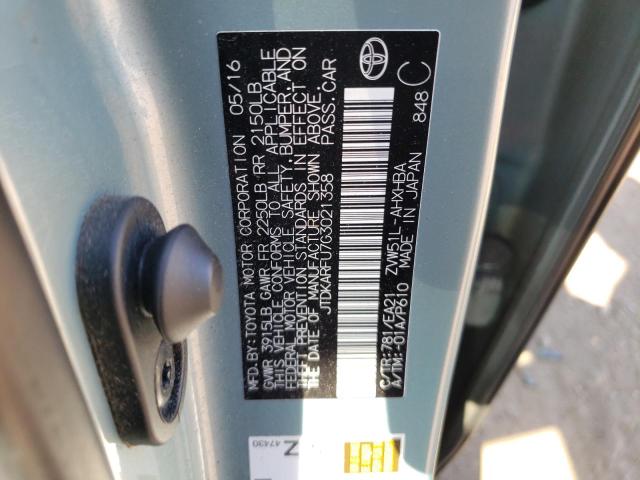 MFD. BY: TOYOTA MOTOR CORPORATION 05/16
GVWR 3915LB GAWR FR 2250LB RR 2150LB
THIS VEHICLE CONFORMS TO ALL APPLICABLE
FEDERAL MOTOR VEHICLE SAFETY, BUMPER, AND
THEFT PREVENTION STANDARDS IN EFFECT ON
THE DATE OF MANUFACTURE SHOWN ABOVE.
JTDKARFU7G3021358 PASS. CAR
C/TR: 781/EA21 ZVW51L-AHXHBA
A/TM: -01A/P610 MADE IN JAPAN
848 C
Z
47430